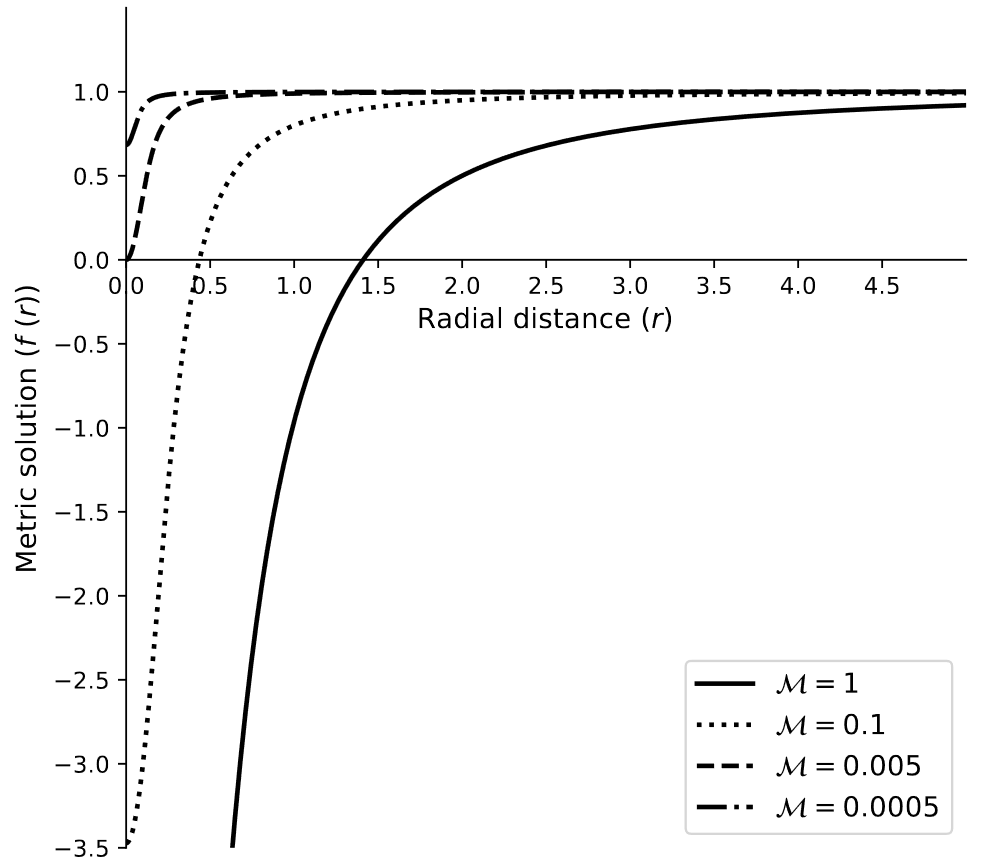 1.0
0.5
0.0
0.0 0.5 1.0 1.5 2.0 2.5 3.0 3.5 4.0 4.5
Radial distance (r)
Metric solution (f (r))
−0.5
−1.0
−1.5
−2.0
−2.5
−3.0
−3.5
ℳ = 1
ℳ = 0.1
ℳ = 0.005
ℳ = 0.0005